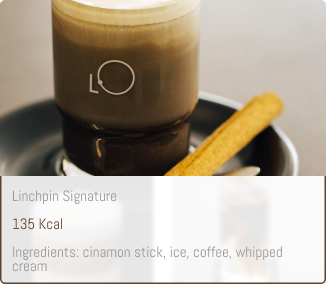 LO
Linchpin Signature
135 Kcal
Ingredients: cinamon stick, ice, coffee, whipped
cream